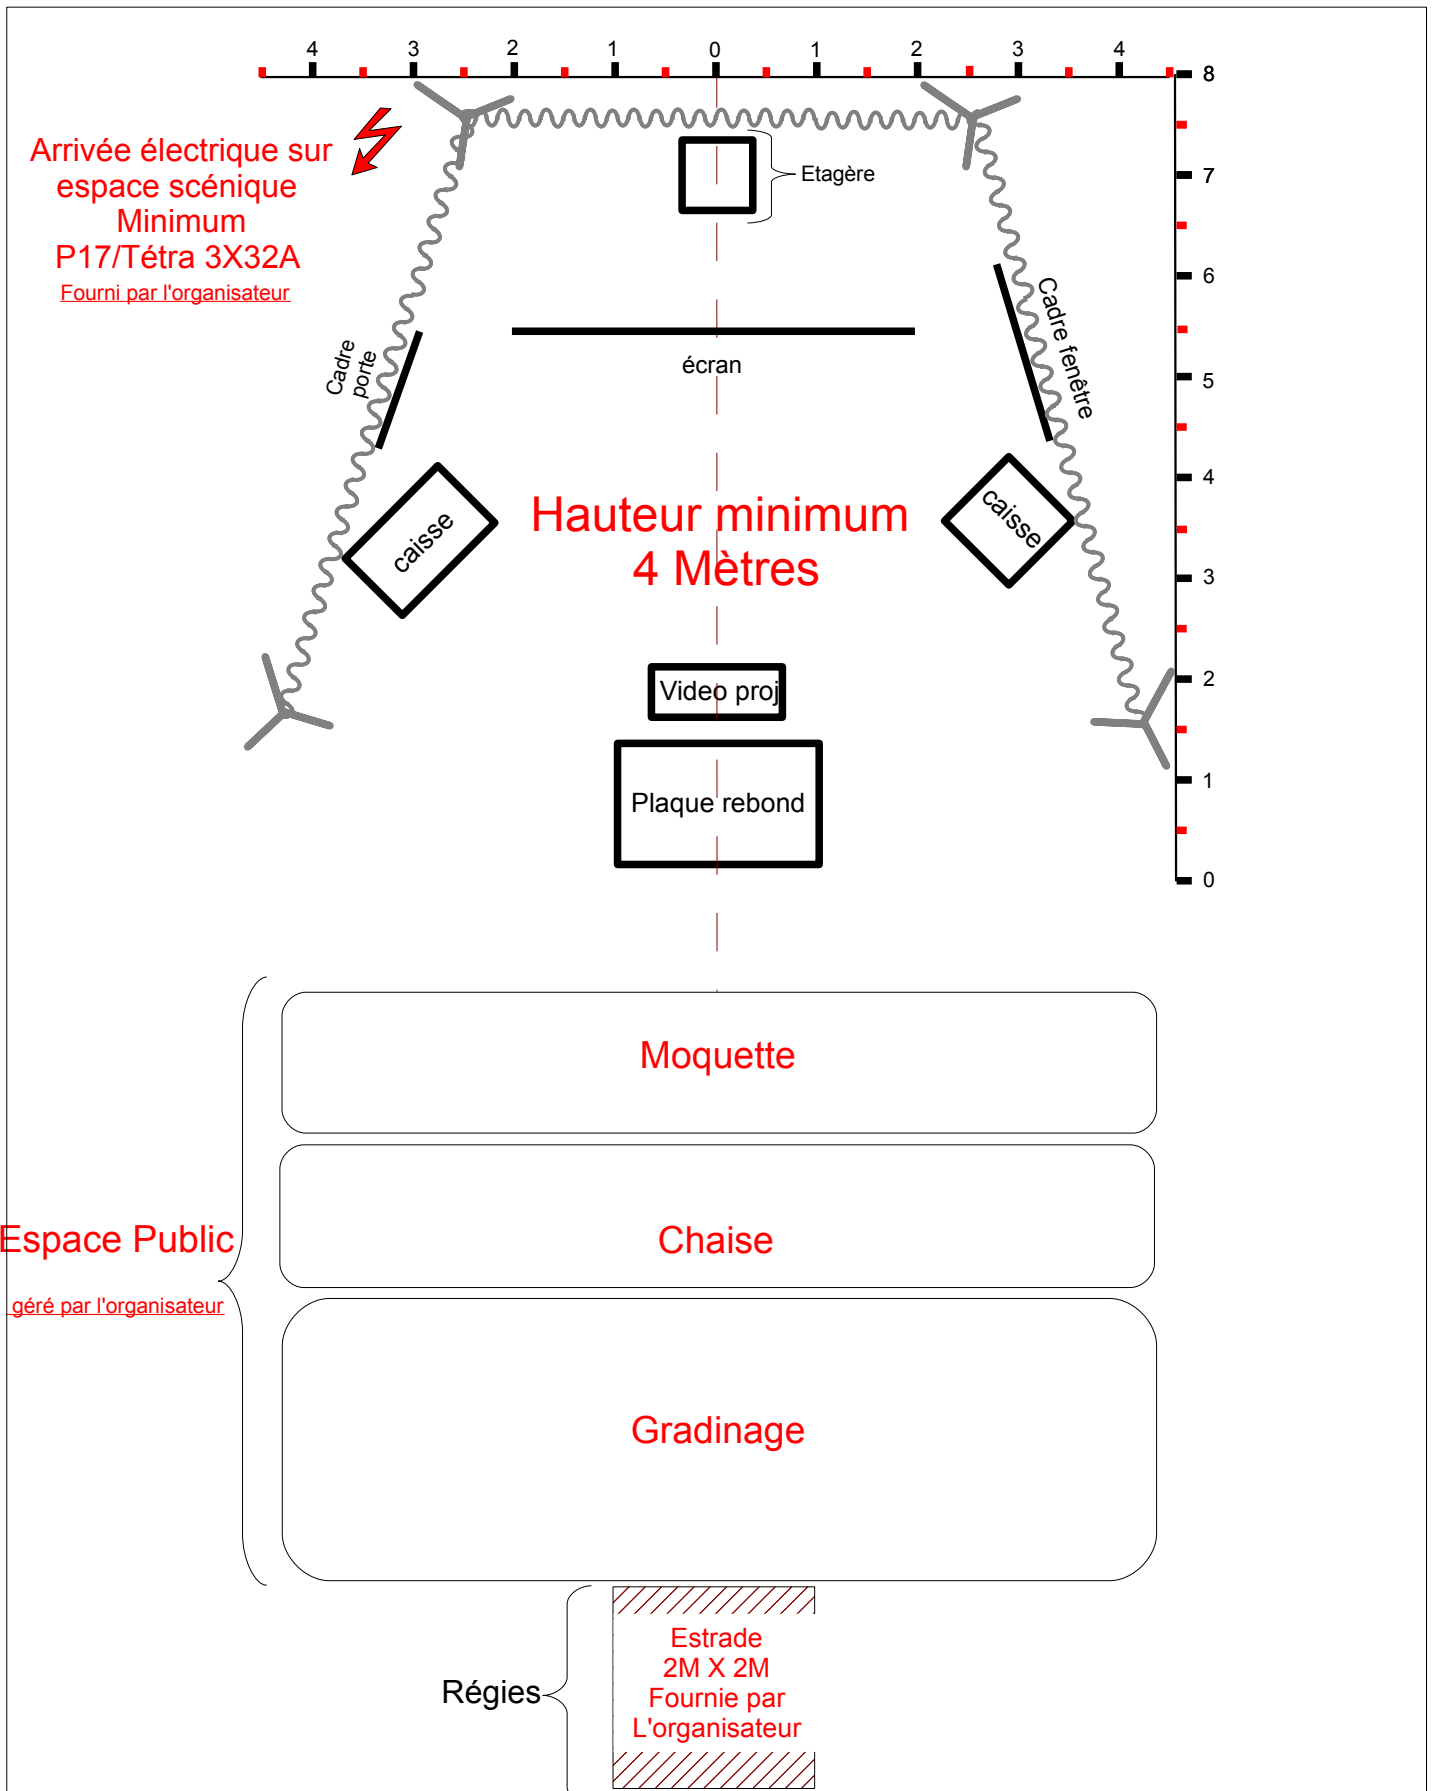 4 3 2 1 0 1 2 3 4
8
7
6
5
4
3
2
1
0
Arrivée électrique sur
espace scénique
Minimum
P17/Tétra 3X32A
Fourni par l'organisateur
Etagère
écran
Cadre
porte
Cadre fenêtre
caisse
caisse
Hauteur minimum
4 Mètres
Video proj
Plaque rebond
Moquette
Espace Public
géré par l'organisateur
Chaise
Gradinage
Régies
Estrade
2M X 2M
Fournie par
L'organisateur